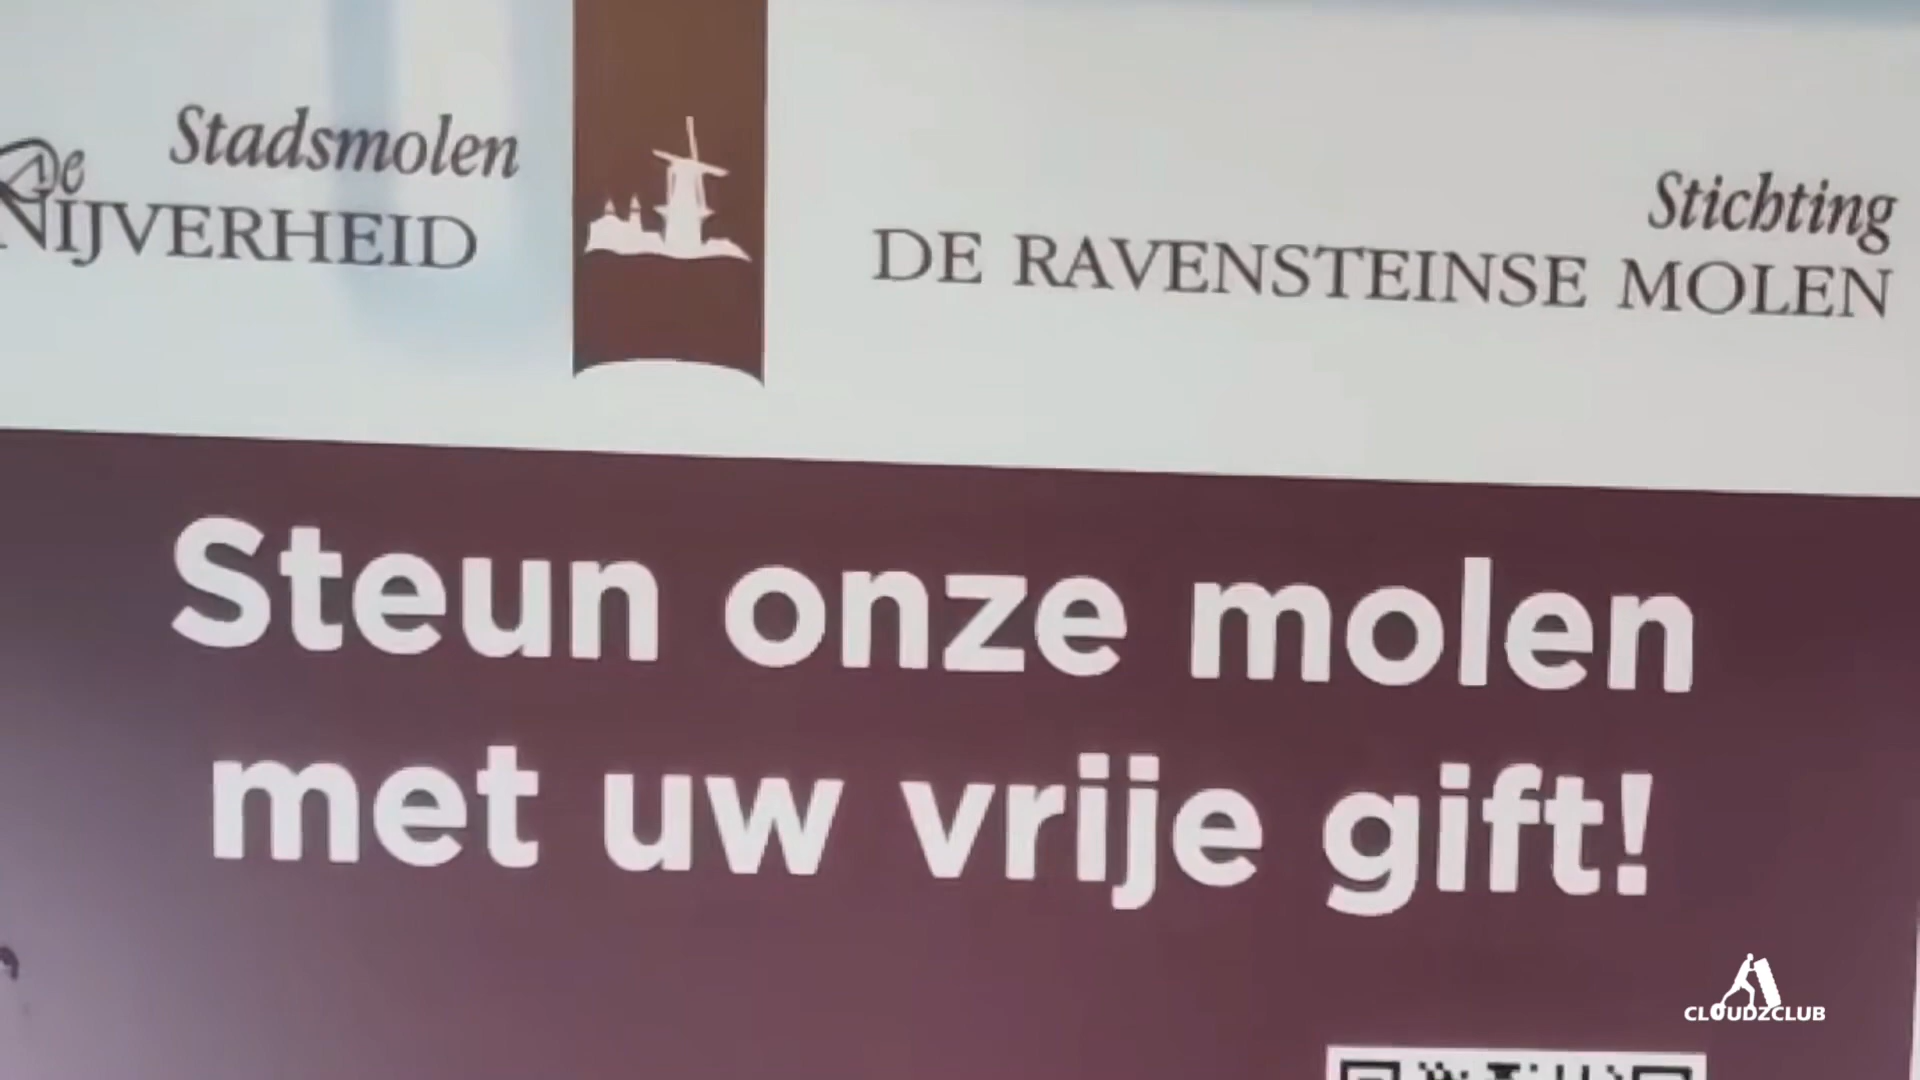 Stadsmolen
De
NIJVERHEID
Stichting
DE RAVENSTEINSE MOLEN
Steun onze molen
met uw vrije gift!
CLOUDZCLUB